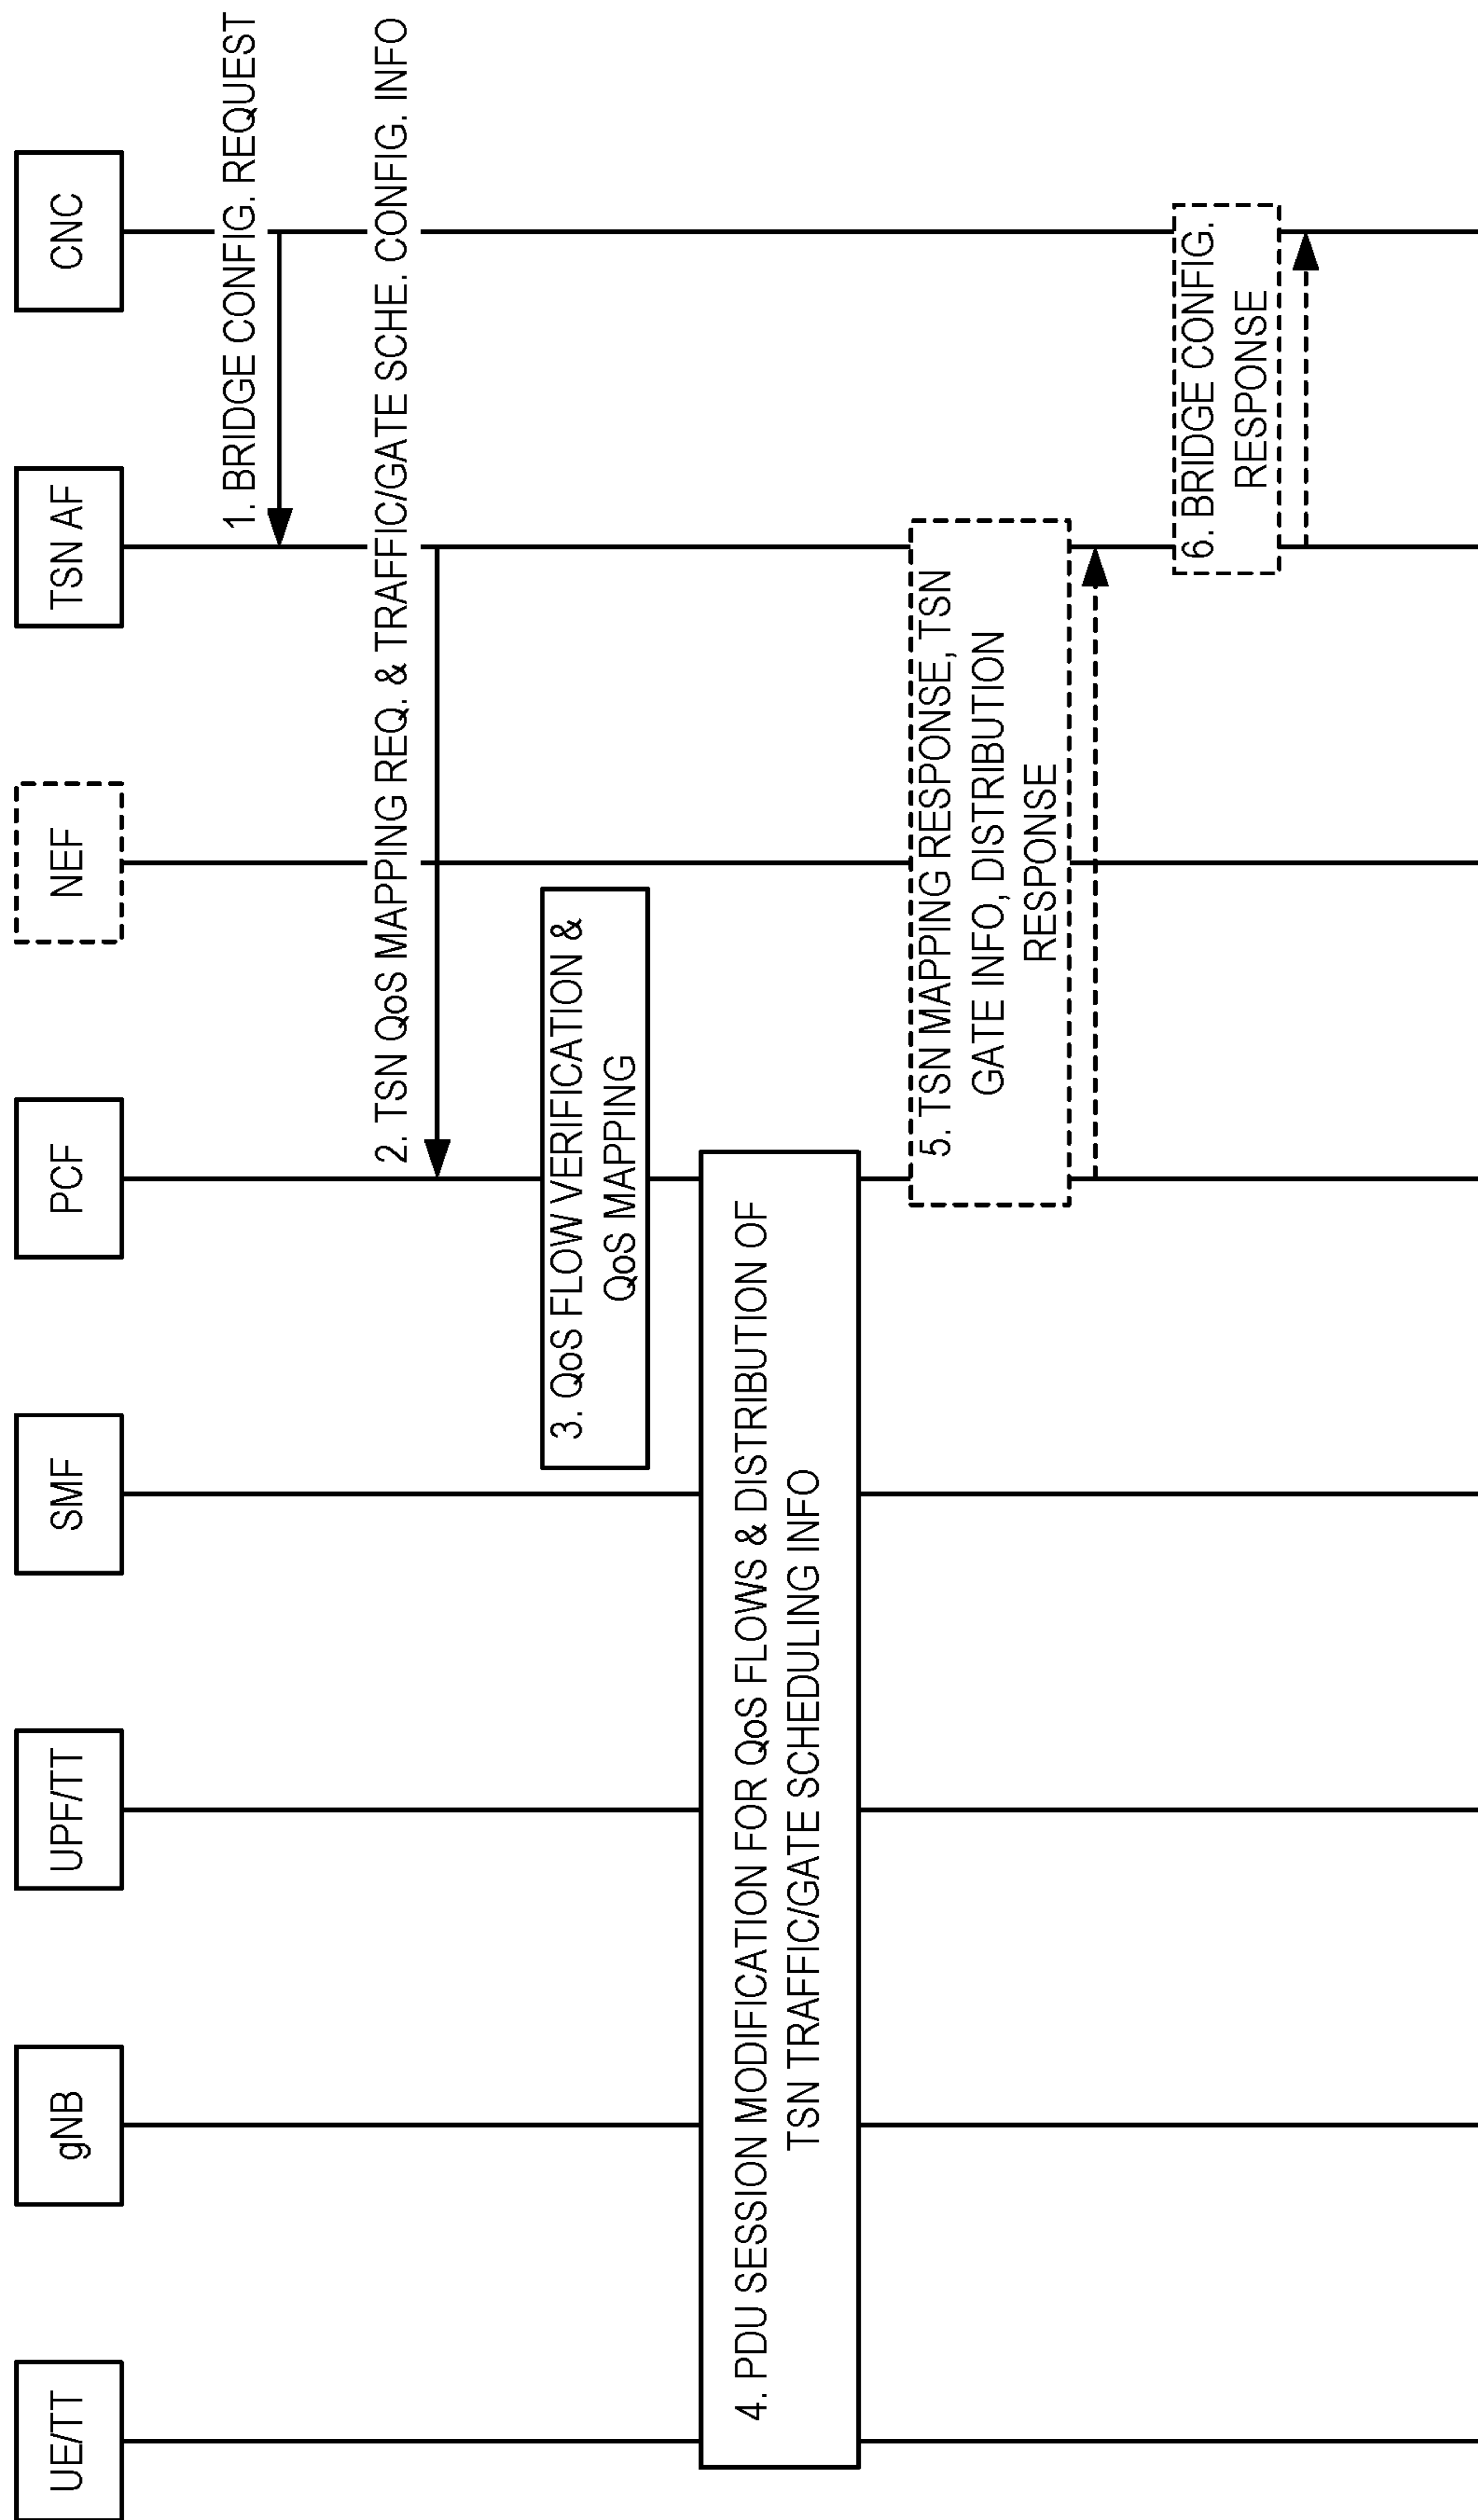 UE/TT
gNB
UPF/TT
SMF
PCF
NEF
TSN AF
CNC
1. BRIDGE CONFIG. REQUEST
2. TSN QoS MAPPING REQ. & TRAFFIC/GATE SCHE. CONFIG. INFO
3. QoS FLOW VERIFICATION &
QoS MAPPING
4. PDU SESSION MODIFICATION FOR QoS FLOWS & DISTRIBUTION OF
TSN TRAFFIC/GATE SCHEDULING INFO
5. TSN MAPPING RESPONSE, TSN
GATE INFO, DISTRIBUTION
RESPONSE
6. BRIDGE CONFIG.
RESPONSE